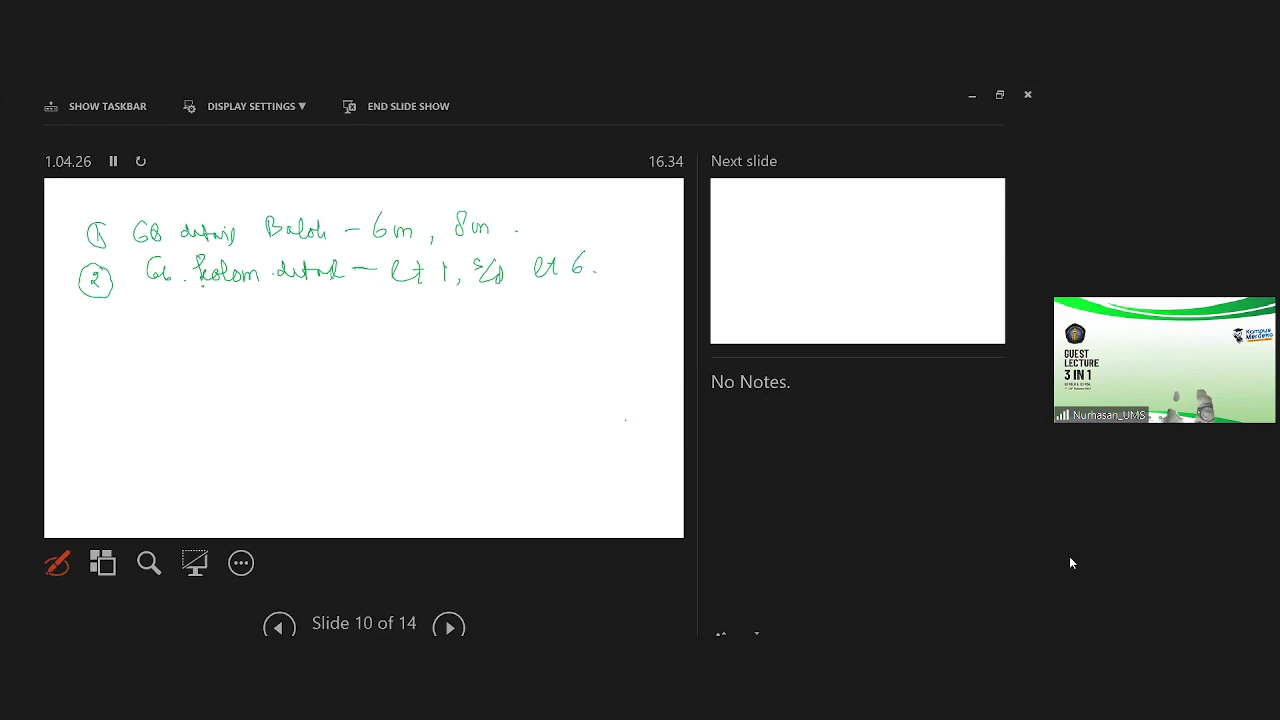 SHOW TASKBAR DISPLAY SETTINGS ▼ END SLIDE SHOW
1.04.26 16.34 Next slide
① GB detail Balok – 6m, 8m.
② Gb. kolom detail – Lt 1, s/d Lt 6.
No Notes.
Slide 10 of 14
GUEST
LECTURE
3 IN 1
Kampus
Merdeka
Nurhasan_UMS